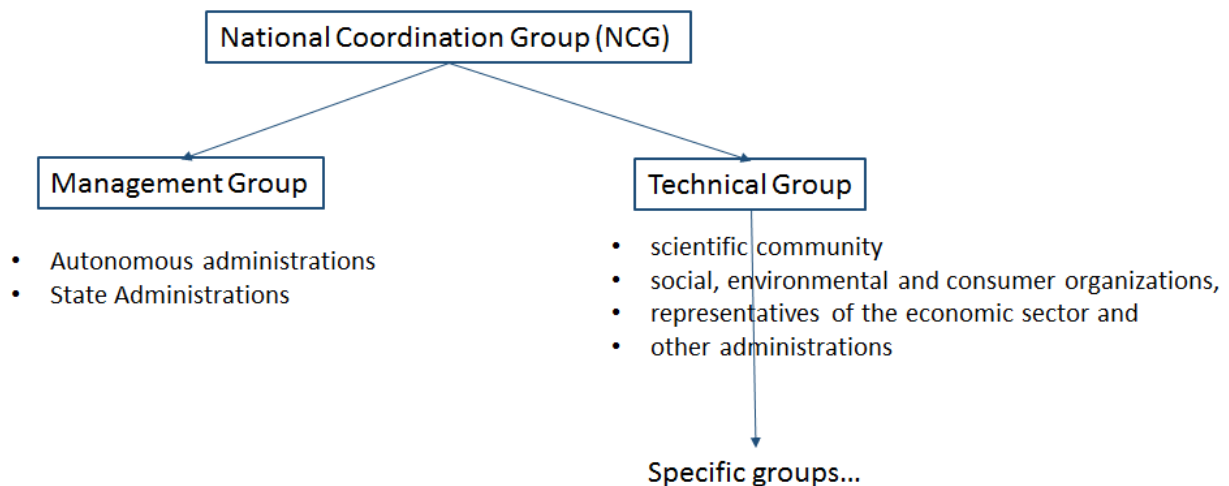 National Coordination Group (NCG)
Management Group
• Autonomous administrations
• State Administrations
Technical Group
• scientific community
• social, environmental and consumer organizations,
• representatives of the economic sector and
• other administrations
Specific groups...